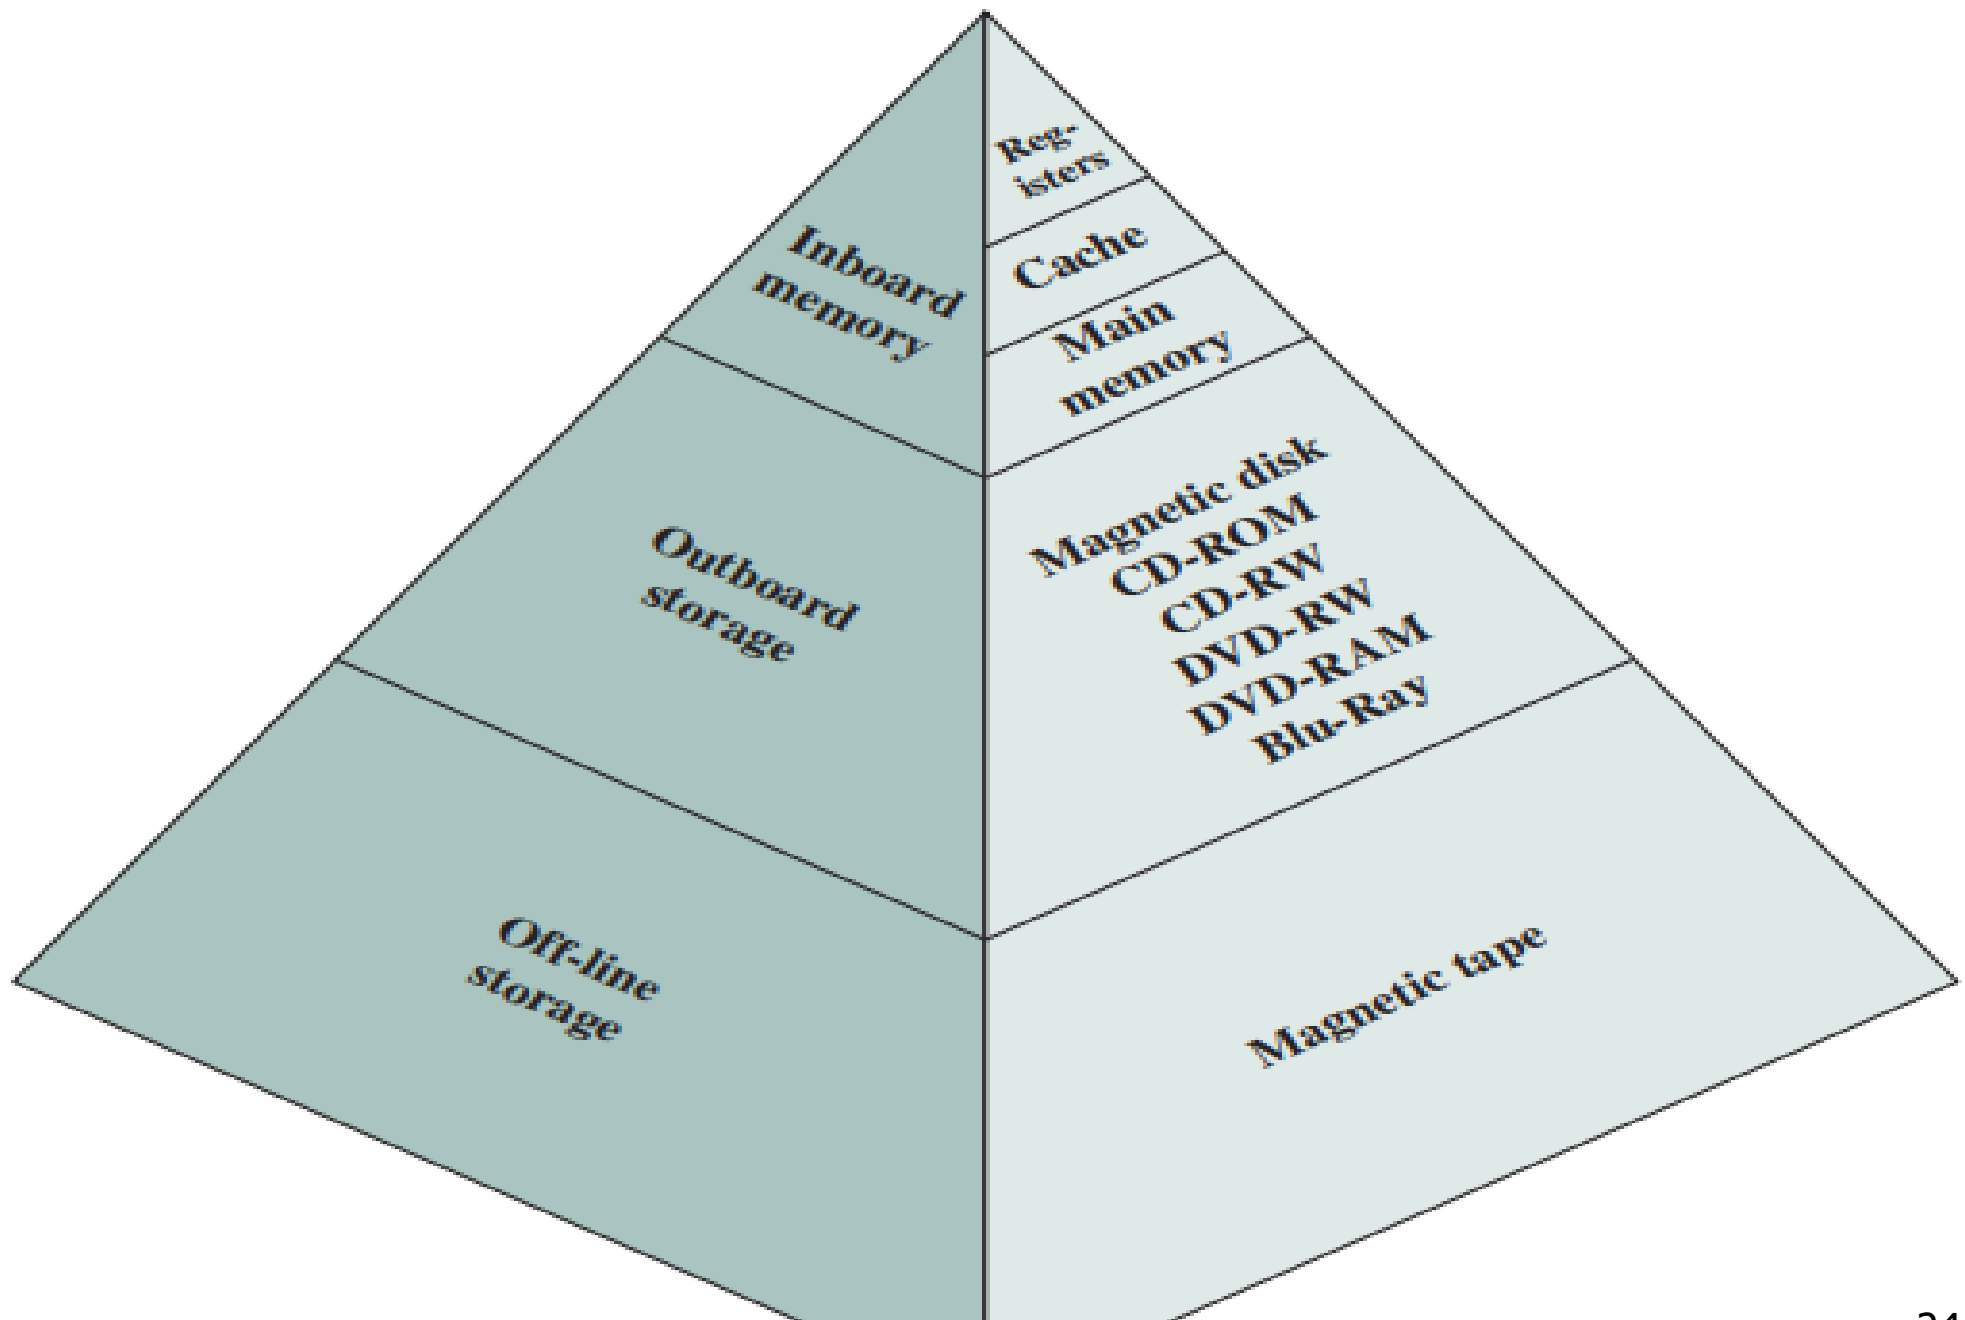 Reg-
isters
Cache
Main
memory
Inboard
memory
Magnetic disk
CD-ROM
CD-RW
DVD-RW
DVD-RAM
Blu-Ray
Outboard
storage
Off-line
storage
Magnetic tape